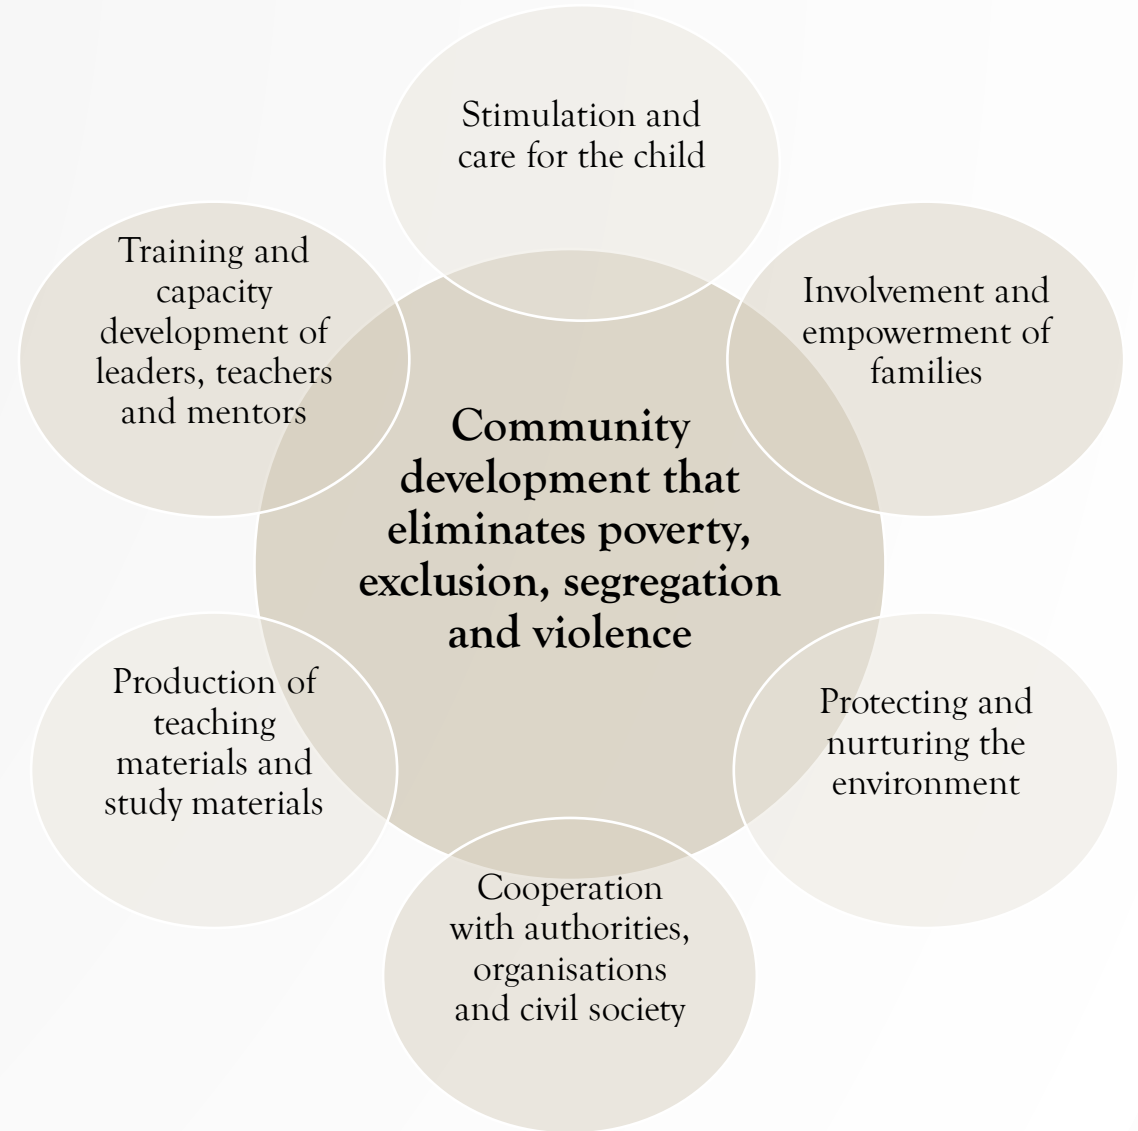 Stimulation and
care for the child
Training and
capacity
development of
leaders, teachers
and mentors
Involvement and
empowerment of
families
Community
development that
eliminates poverty,
exclusion, segregation
and violence
Production of
teaching
materials and
study materials
Protecting and
nurturing the
environment
Cooperation
with authorities,
organisations
and civil society